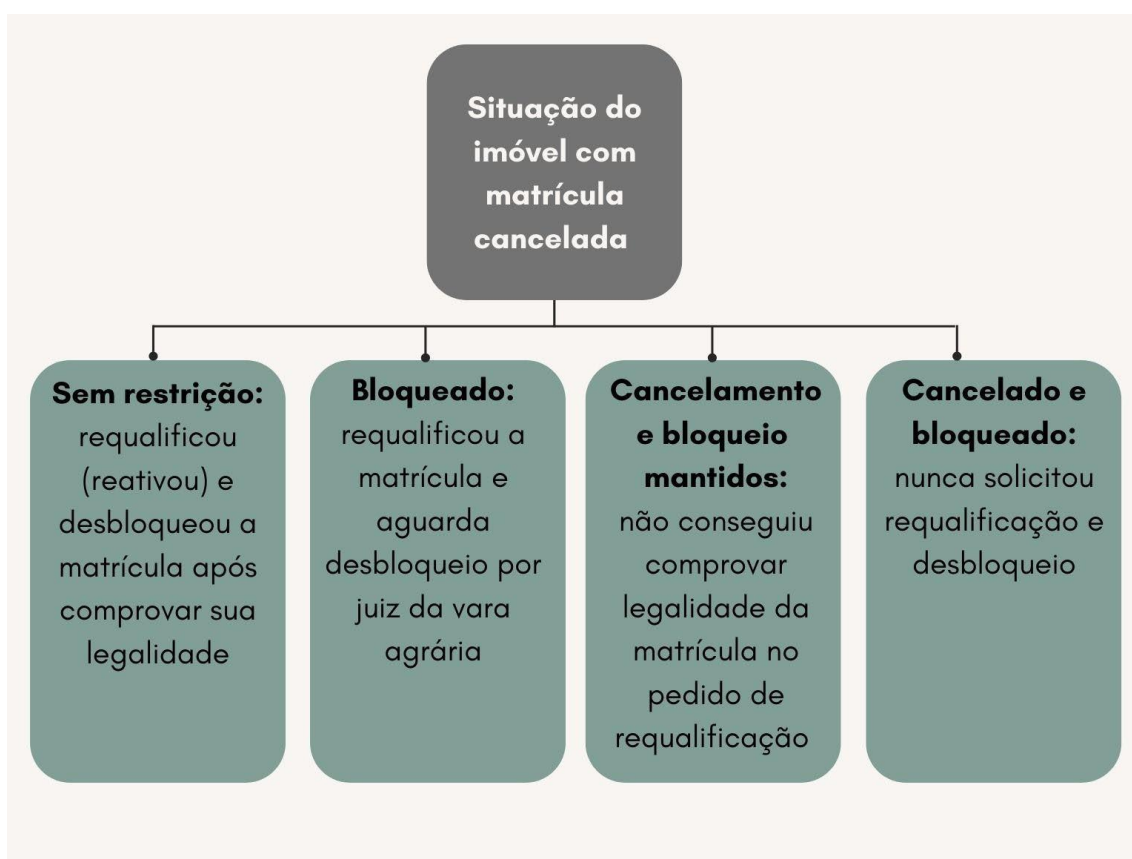 Situação do
imóvel com
matrícula
cancelada
Sem restrição:
requalificou
(reativou) e
desbloqueou a
matrícula após
comprovar sua
legalidade
Bloqueado:
requalificou a
matrícula e
aguarda
desbloqueio por
juiz da vara
agrária
Cancelamento
e bloqueio
mantidos:
não conseguiu
comprovar
legalidade da
matrícula no
pedido de
requalificação
Cancelado e
bloqueado:
nunca solicitou
requalificação e
desbloqueio